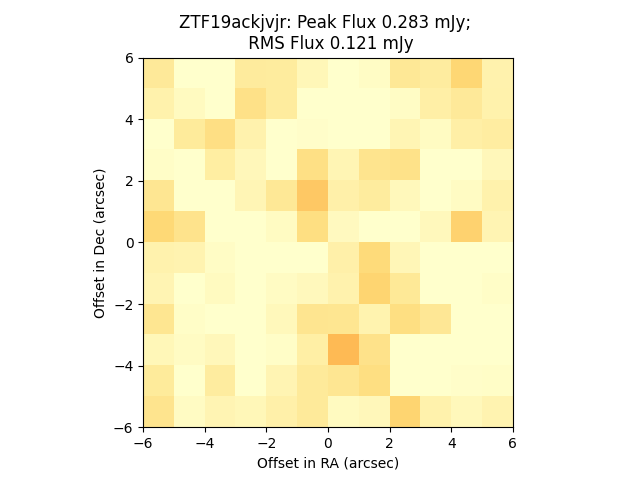 ZTF19ackjvjr: Peak Flux 0.283 mJy;
RMS Flux 0.121 mJy
6
4
2
0
−2
−4
−6
Offset in Dec (arcsec)
−6 −4 −2 0 2 4 6
Offset in RA (arcsec)